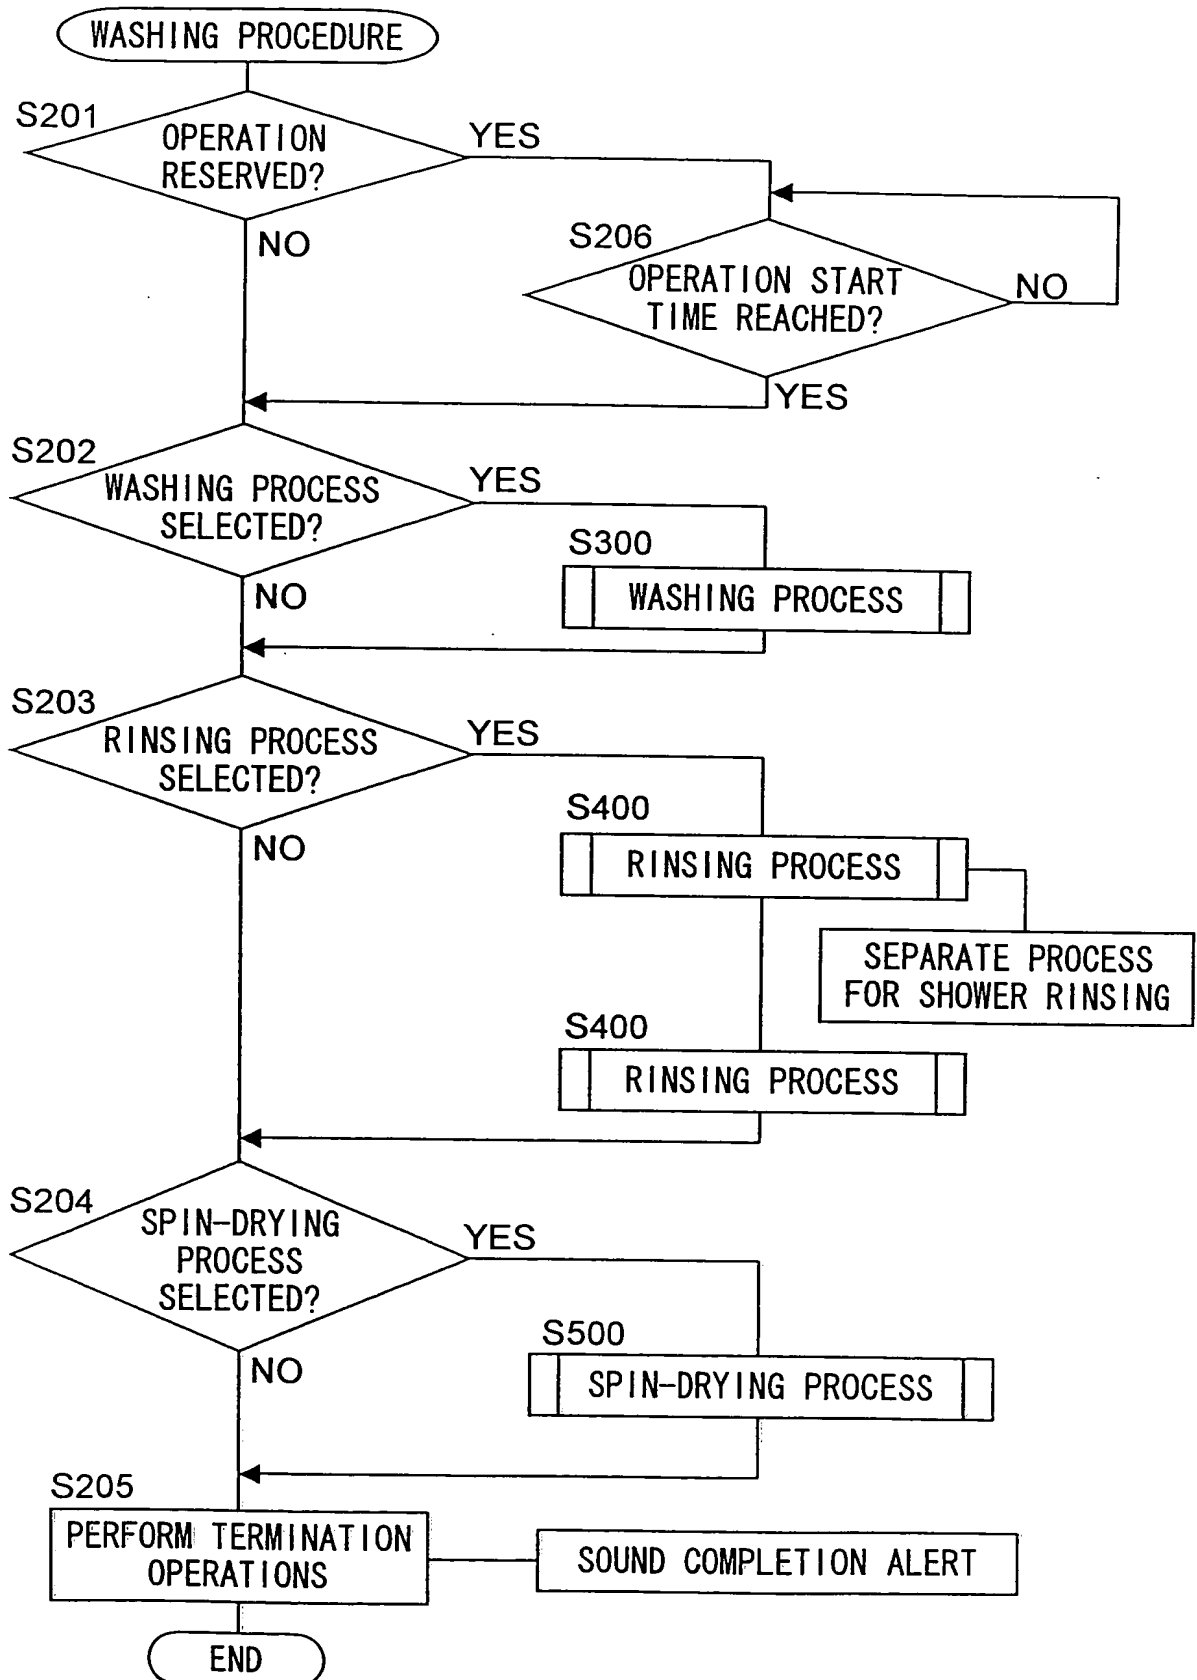 WASHING PROCEDURE
S201
OPERATION
RESERVED?
YES
NO
S206
OPERATION START
TIME REACHED?
NO
YES
S202
WASHING PROCESS
SELECTED?
YES
NO
S300
WASHING PROCESS
S203
RINSING PROCESS
SELECTED?
YES
NO
S400
RINSING PROCESS
SEPARATE PROCESS
FOR SHOWER RINSING
S400
RINSING PROCESS
S204
SPIN-DRYING
PROCESS
SELECTED?
YES
NO
S500
SPIN-DRYING PROCESS
S205
PERFORM TERMINATION
OPERATIONS
SOUND COMPLETION ALERT
END